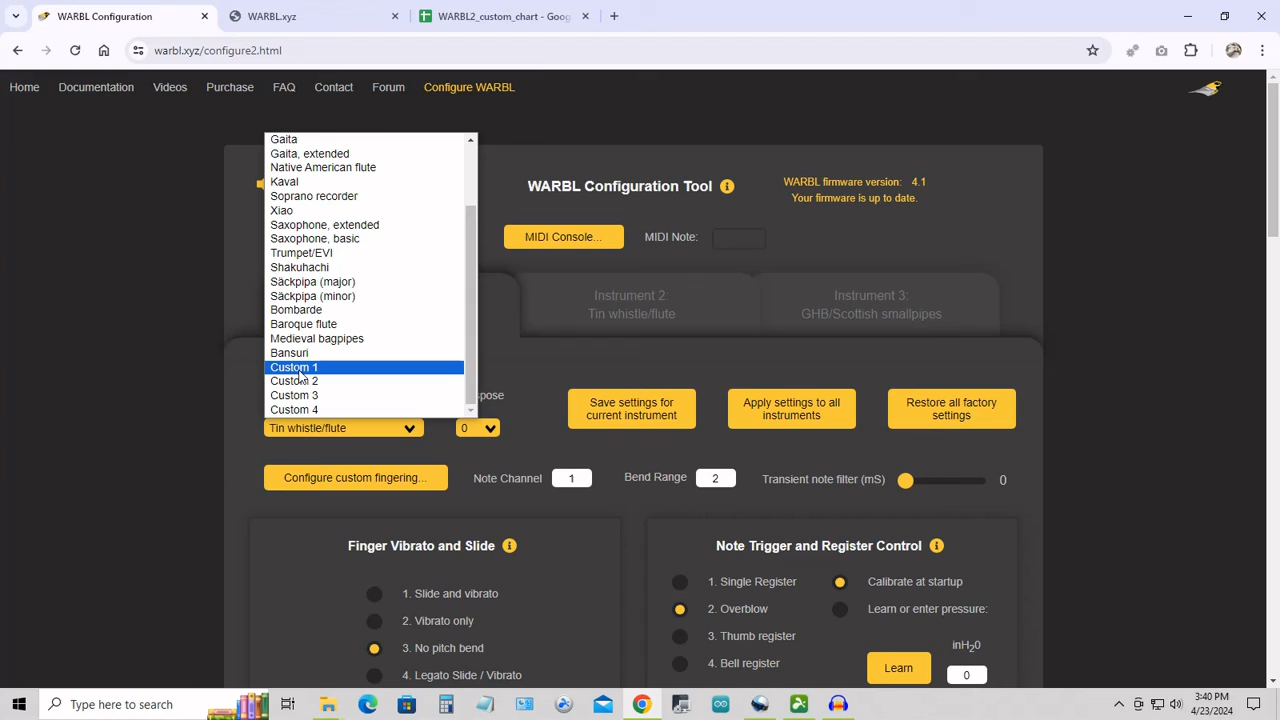 WARBL Configuration
WARBL.xyz
WARBL2_custom_chart - Goog
warbl.xyz/configure2.html
Home
Documentation
Videos
Purchase
FAQ
Contact
Forum
Configure WARBL
Gaita
Gaita, extended
Native American flute
Kaval
Soprano recorder
Xiao
Saxophone, extended
Saxophone, basic
Trumpet/EVI
Shakuhachi
Säckpipa (major)
Säckpipa (minor)
Bombarde
Baroque flute
Medieval bagpipes
Bansuri
Custom 1
Custom 2
Custom 3
Custom 4
WARBL Configuration Tool
WARBL firmware version: 4.1
Your firmware is up to date.
MIDI Console...
MIDI Note:
Instrument 2:
Tin whistle/flute
Instrument 3:
GHB/Scottish smallpipes
spose
Tin whistle/flute
0
Save settings for
current instrument
Apply settings to all
instruments
Restore all factory
settings
Configure custom fingering...
Note Channel
1
Bend Range
2
Transient note filter (mS)
0
Finger Vibrato and Slide
1. Slide and vibrato
2. Vibrato only
3. No pitch bend
4. Legato Slide / Vibrato
Note Trigger and Register Control
1. Single Register
2. Overblow
3. Thumb register
4. Bell register
Calibrate at startup
Learn or enter pressure:
inH20
Learn
0
Type here to search
3:40 PM
4/23/2024